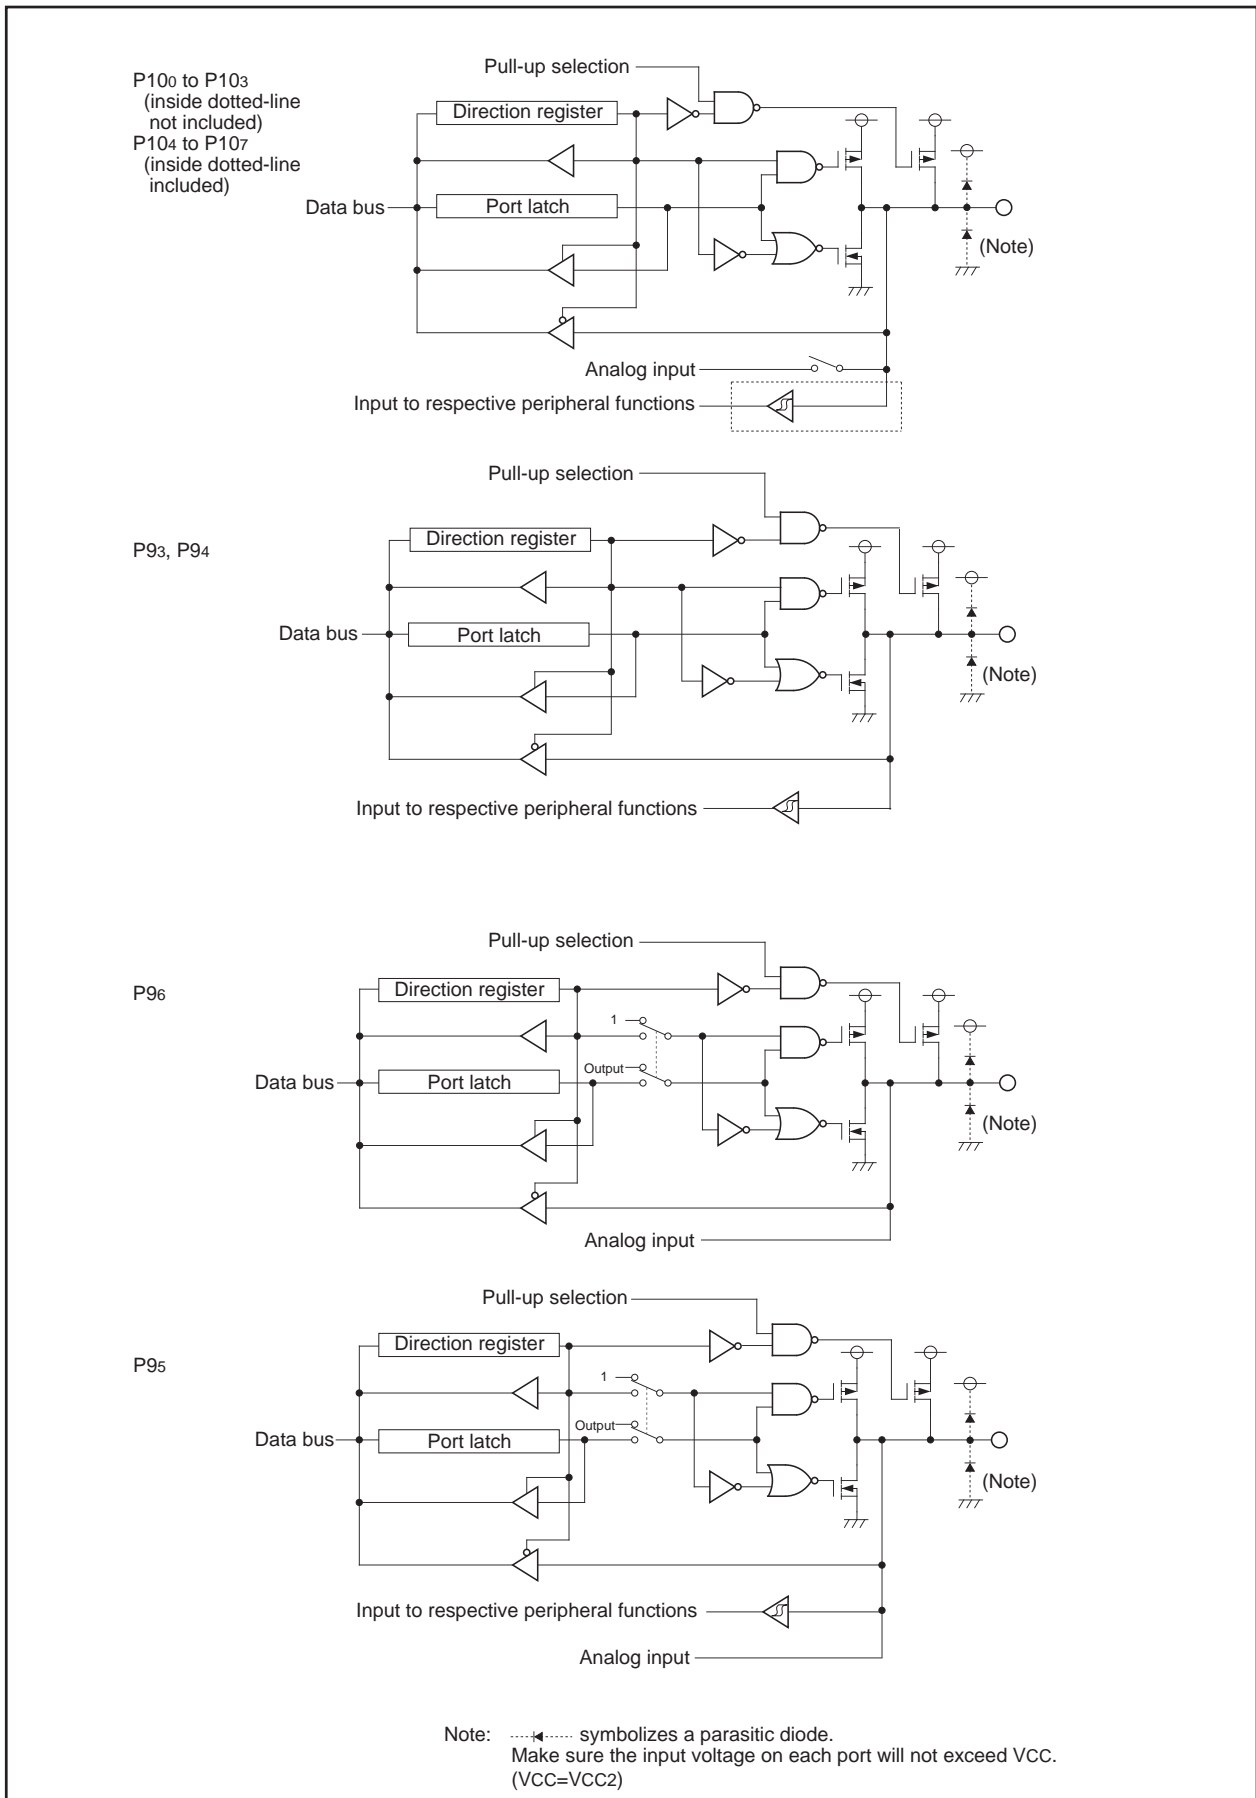 P100 to P103
(inside dotted-line
not included)
P104 to P107
(inside dotted-line
included)
Pull-up selection
Direction register
Data bus
Port latch
(Note)
Analog input
Input to respective peripheral functions
P93, P94
Pull-up selection
Direction register
Data bus
Port latch
(Note)
Input to respective peripheral functions
P96
Pull-up selection
Direction register
1
Output
Data bus
Port latch
(Note)
Analog input
P95
Pull-up selection
Direction register
1
Output
Data bus
Port latch
(Note)
Input to respective peripheral functions
Analog input
Note: symbolizes a parasitic diode.
Make sure the input voltage on each port will not exceed VCC.
(VCC=VCC2)